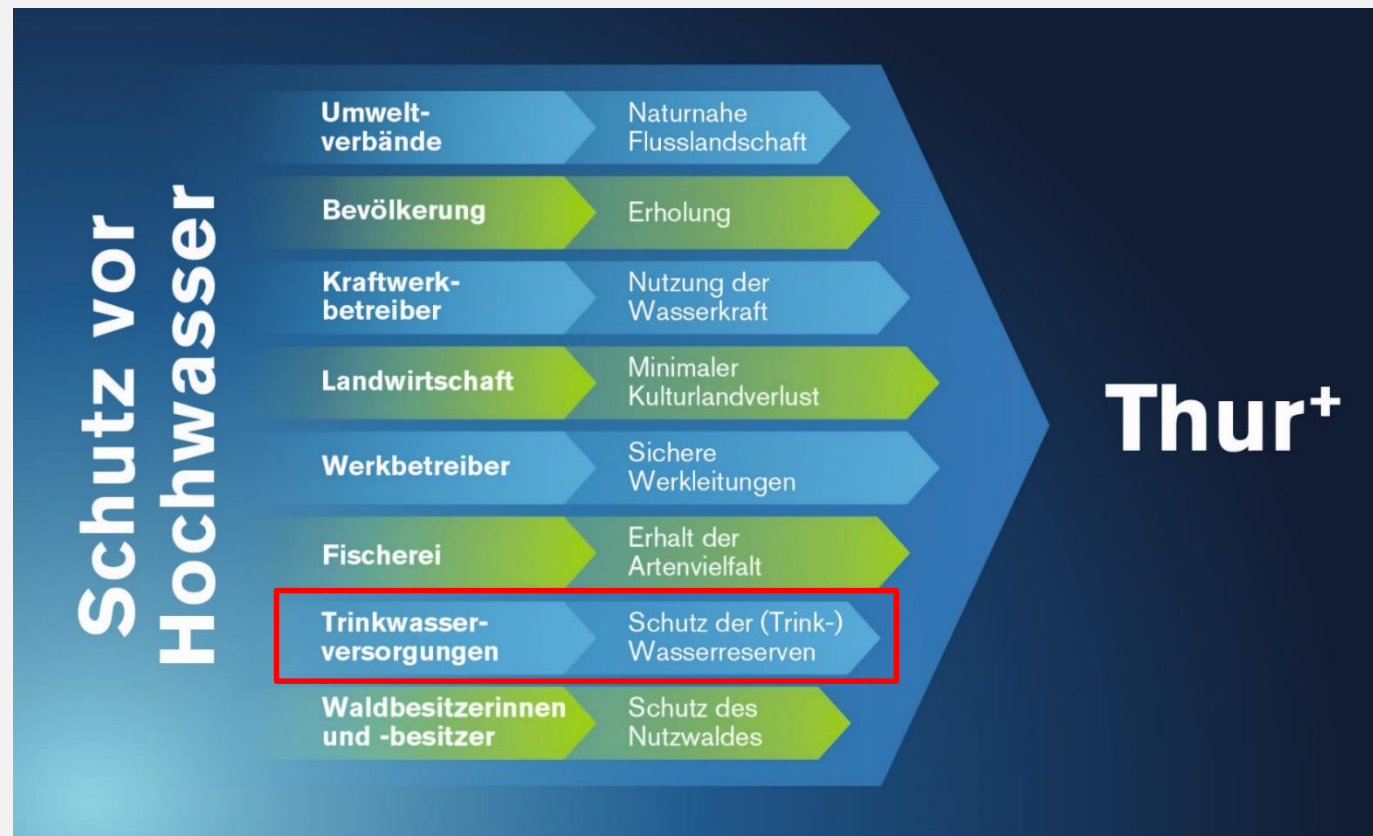 Schutz vor
Hochwasser
Umwelt-
verbände
Naturnahe
Flusslandschaft
Bevölkerung
Erholung
Kraftwerk-
betreiber
Nutzung der
Wasserkraft
Landwirtschaft
Minimaler
Kulturlandverlust
Werkbetreiber
Sichere
Werkleitungen
Fischerei
Erhalt der
Artenvielfalt
Trinkwasser-
versorgungen
Schutz der (Trink-)
Wasserreserven
Waldbesitzerinnen
und -besitzer
Schutz des
Nutzwaldes
Thur⁺